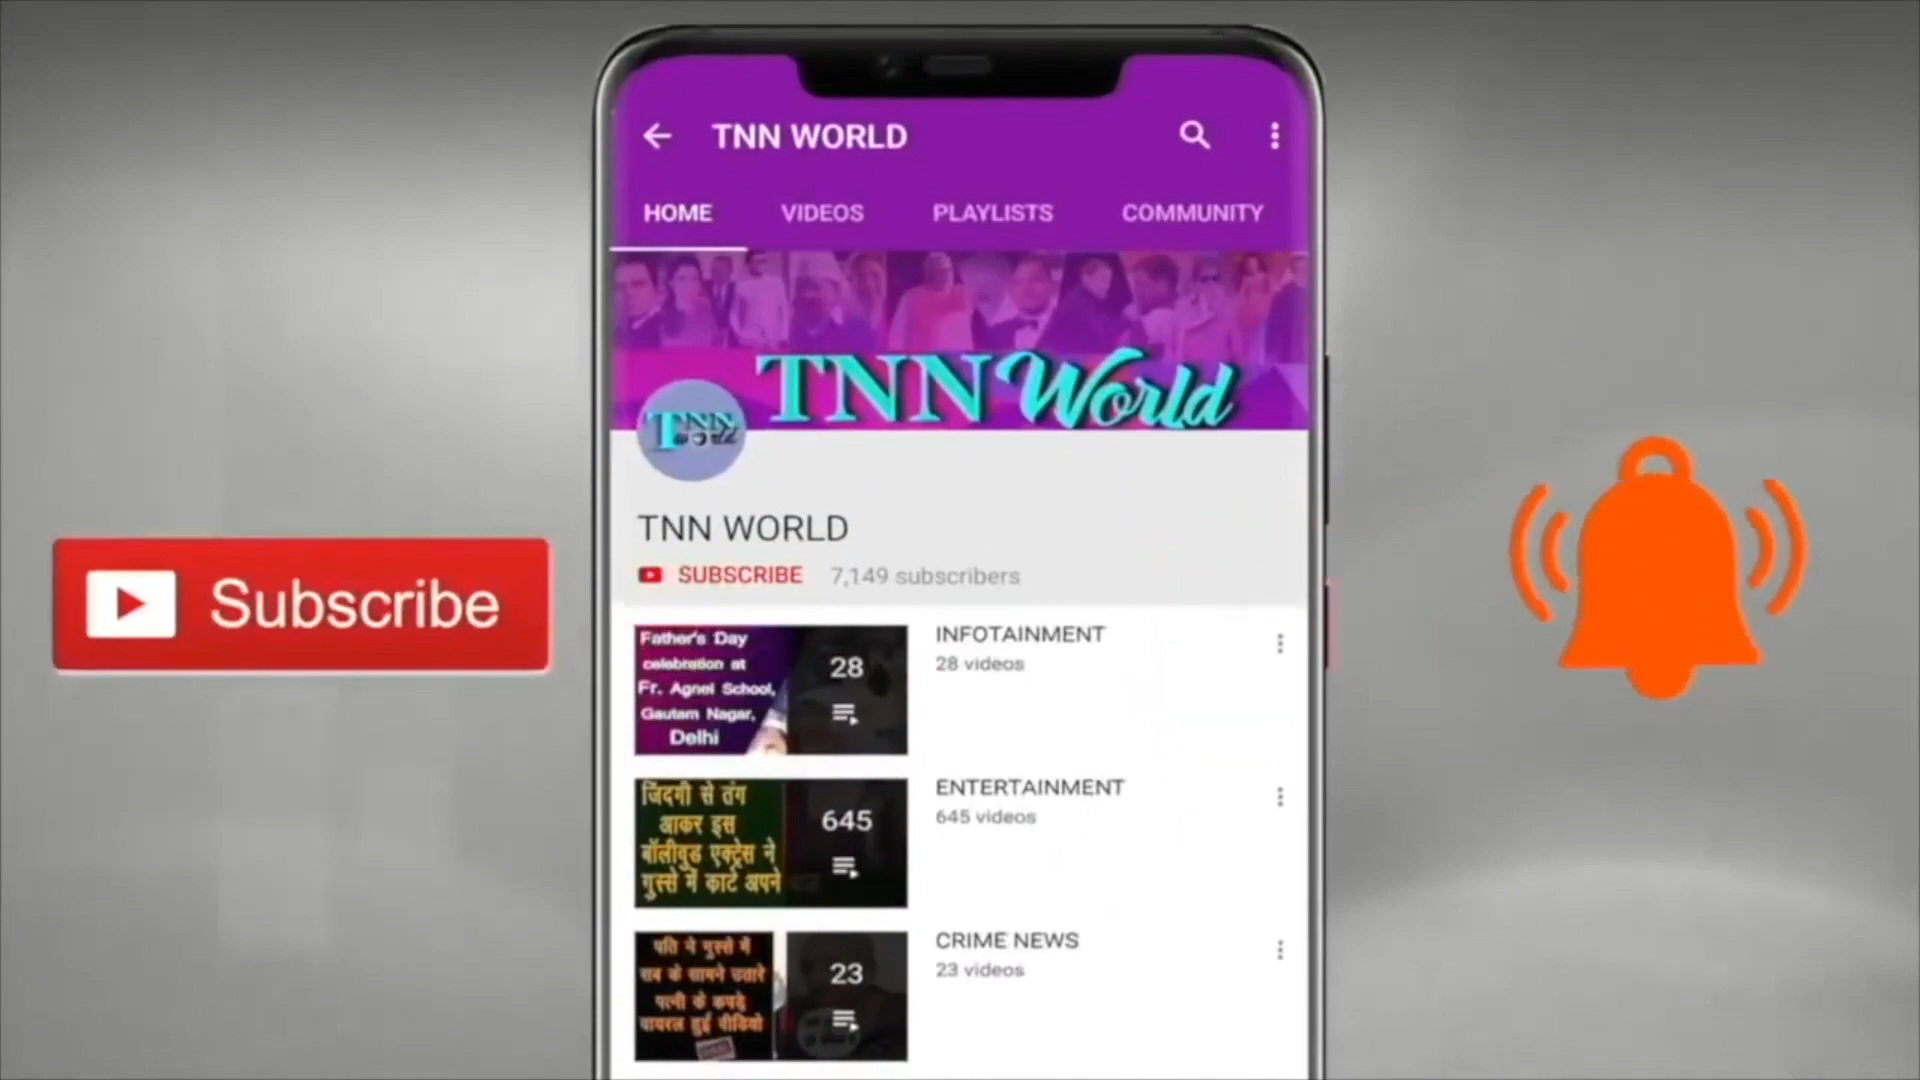 TNN WORLD
HOME VIDEOS PLAYLISTS COMMUNITY
TNN World
TNN World
TNN WORLD
SUBSCRIBE 7,149 subscribers
Subscribe
Father's Day
celebration at
Fr. Agnel School,
Gautam Nagar,
Delhi
28
INFOTAINMENT
28 videos
जिंदगी से तंग
आकर इस
बॉलीवुड एक्ट्रेस ने
गुस्से में काटे अपने
645
ENTERTAINMENT
645 videos
पति ने गुस्से में
सब के सामने उतारे
पत्नी के कपड़े
वायरल हुई वीडियो
23
CRIME NEWS
23 videos